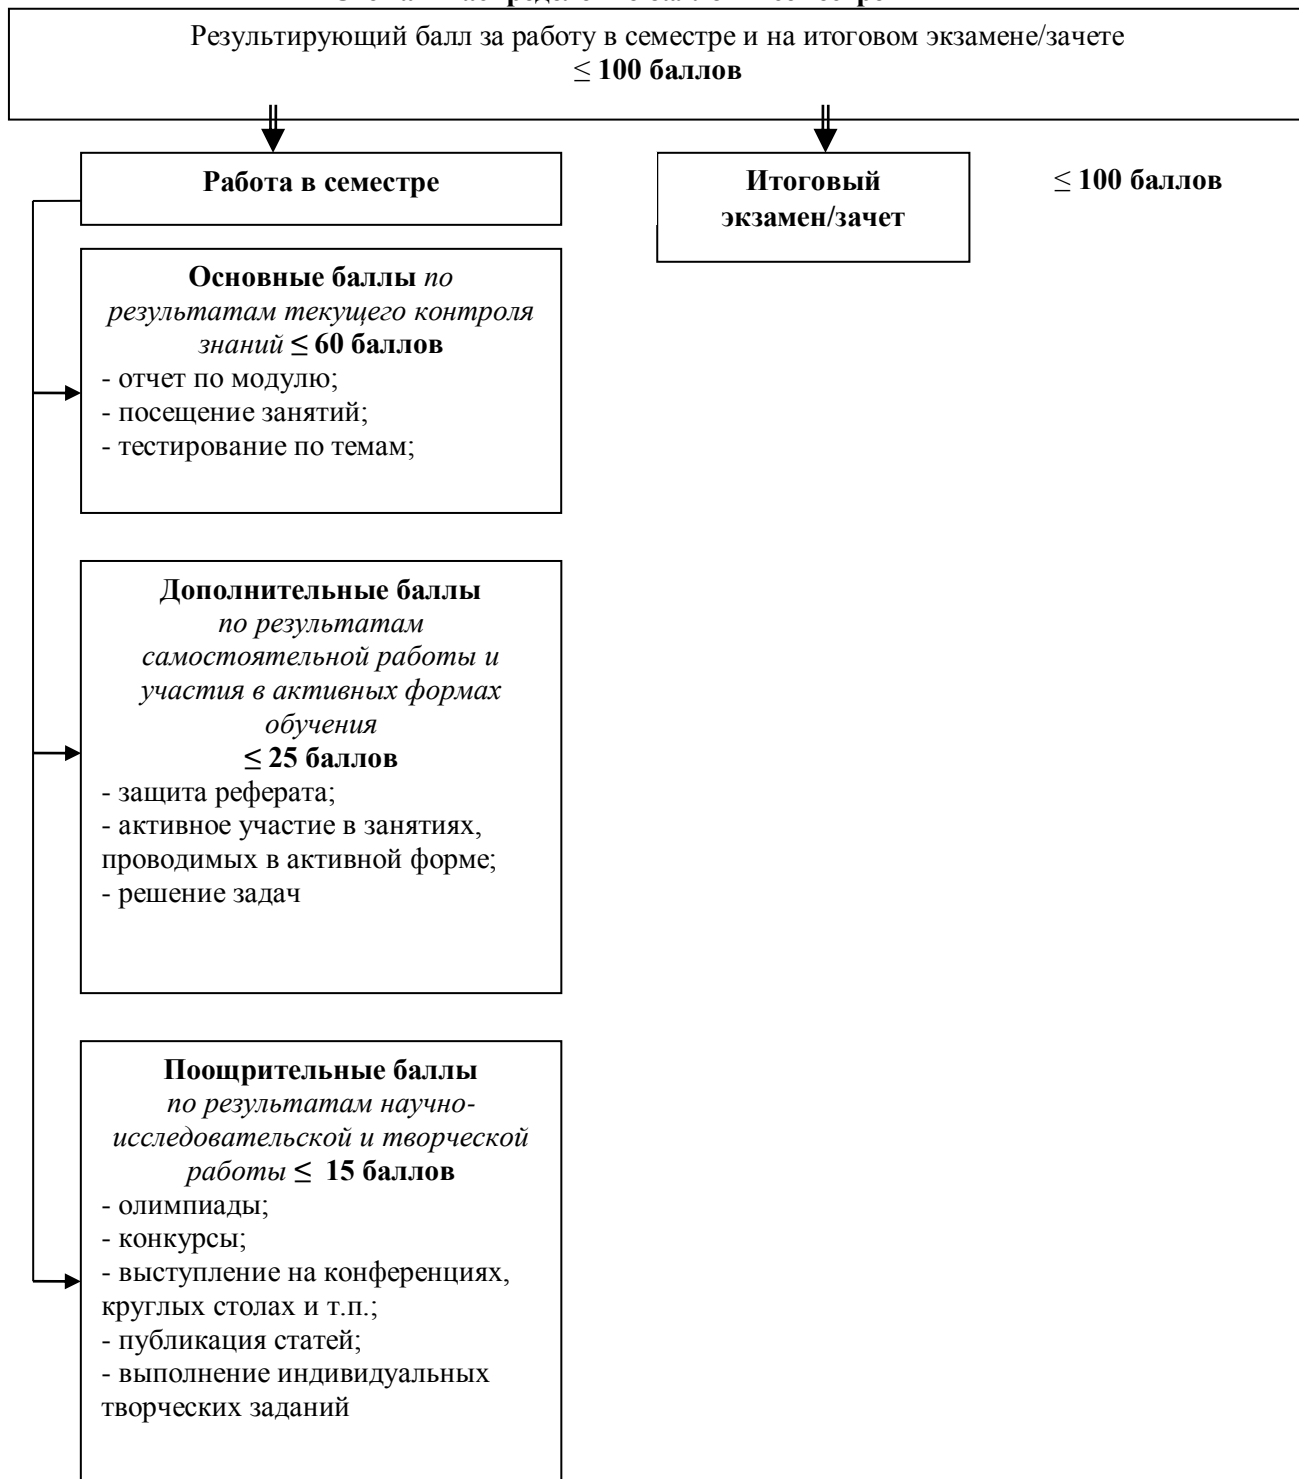 Результирующий балл за работу в семестре и на итоговом экзамене/зачете
≤ 100 баллов
Работа в семестре
Итоговый
экзамен/зачет
≤ 100 баллов
Основные баллы по
результатам текущего контроля
знаний ≤ 60 баллов
- отчет по модулю;
- посещение занятий;
- тестирование по темам;
Дополнительные баллы
по результатам
самостоятельной работы и
участия в активных формах
обучения
≤ 25 баллов
- защита реферата;
- активное участие в занятиях,
проводимых в активной форме;
- решение задач
Поощрительные баллы
по результатам научно-
исследовательской и творческой
работы ≤ 15 баллов
- олимпиады;
- конкурсы;
- выступление на конференциях,
круглых столах и т.п.;
- публикация статей;
- выполнение индивидуальных
творческих заданий